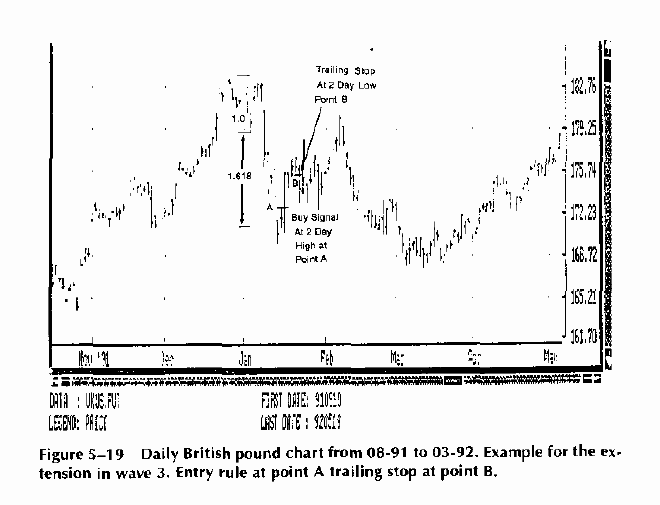 Trailing Stop
At 2 Day Low
Point B
182.76
1.0
179.25
1.618
B
175.74
A
Buy Signal
At 2 Day
High at
Point A
172.23
168.72
165.21
161.70
Nov '91 Dec Jan Feb Mar Apr May
DATA : UKUS.FUT FIRST DATE:
LEGEND: PRICE LAST DATE :
Figure 5–19 Daily British pound chart from 08-91 to 03-92. Example for the ex-
tension in wave 3. Entry rule at point A trailing stop at point B.